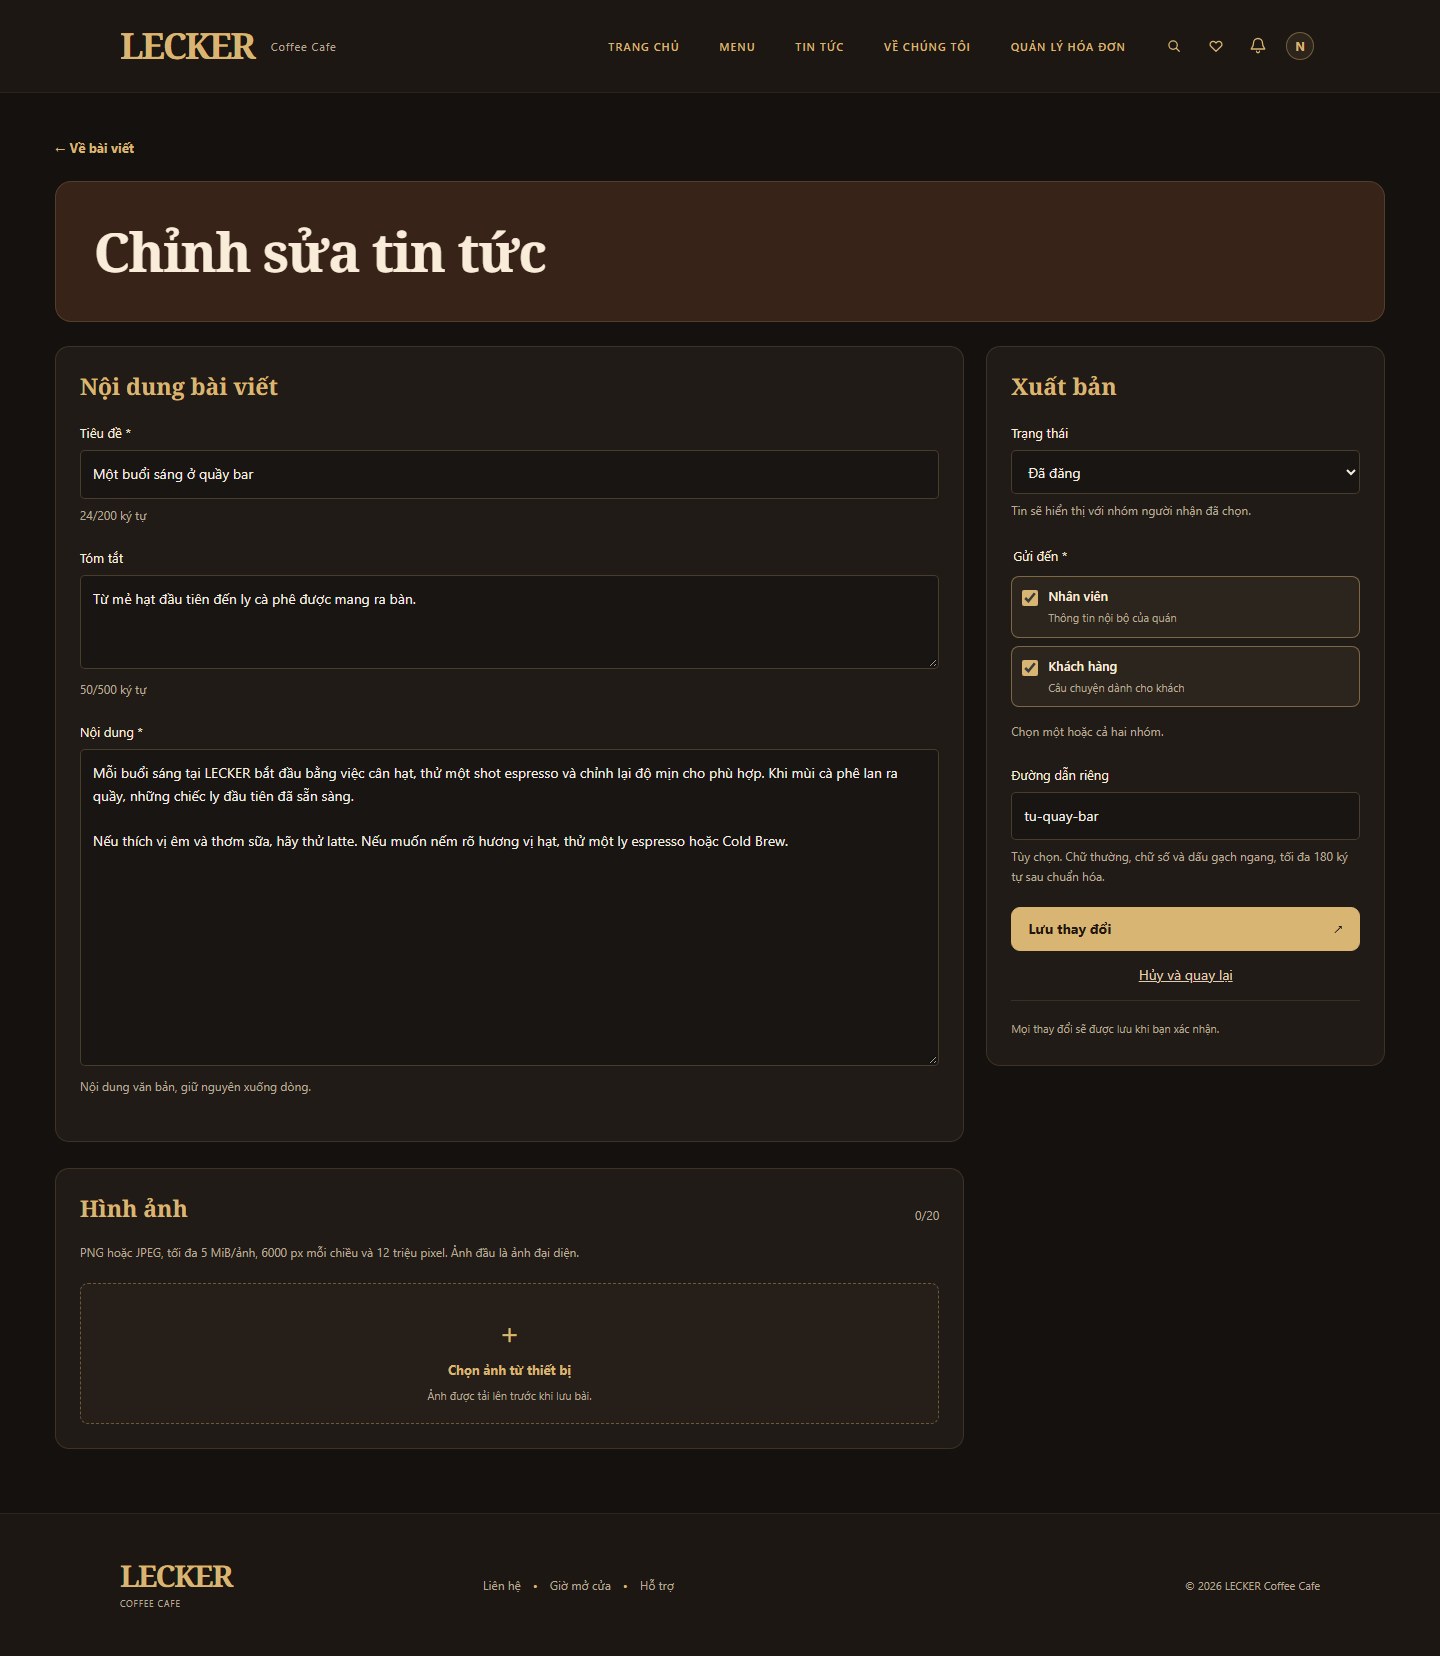 LECKER Coffee Cafe
TRANG CHỦ MENU TIN TỨC VỀ CHÚNG TÔI QUẢN LÝ HÓA ĐƠN N
← Về bài viết
Chỉnh sửa tin tức
Nội dung bài viết
Tiêu đề *
Một buổi sáng ở quầy bar
24/200 ký tự
Tóm tắt
Từ mẻ hạt đầu tiên đến ly cà phê được mang ra bàn.
50/500 ký tự
Nội dung *
Mỗi buổi sáng tại LECKER bắt đầu bằng việc cân hạt, thử một shot espresso và chỉnh lại độ mịn cho phù hợp. Khi mùi cà phê lan ra
quầy, những chiếc ly đầu tiên đã sẵn sàng.
Nếu thích vị êm và thơm sữa, hãy thử latte. Nếu muốn nếm rõ hương vị hạt, thử một ly espresso hoặc Cold Brew.
Nội dung văn bản, giữ nguyên xuống dòng.
Xuất bản
Trạng thái
Đã đăng
Tin sẽ hiển thị với nhóm người nhận đã chọn.
Gửi đến *
Nhân viên
Thông tin nội bộ của quán
Khách hàng
Câu chuyện dành cho khách
Chọn một hoặc cả hai nhóm.
Đường dẫn riêng
tu-quay-bar
Tùy chọn. Chữ thường, chữ số và dấu gạch ngang, tối đa 180 ký
tự sau chuẩn hóa.
Lưu thay đổi ↗
Hủy và quay lại
Mọi thay đổi sẽ được lưu khi bạn xác nhận.
Hình ảnh
0/20
PNG hoặc JPEG, tối đa 5 MiB/ảnh, 6000 px mỗi chiều và 12 triệu pixel. Ảnh đầu là ảnh đại diện.
+
Chọn ảnh từ thiết bị
Ảnh được tải lên trước khi lưu bài.
LECKER
COFFEE CAFE
Liên hệ • Giờ mở cửa • Hỗ trợ
© 2026 LECKER Coffee Cafe